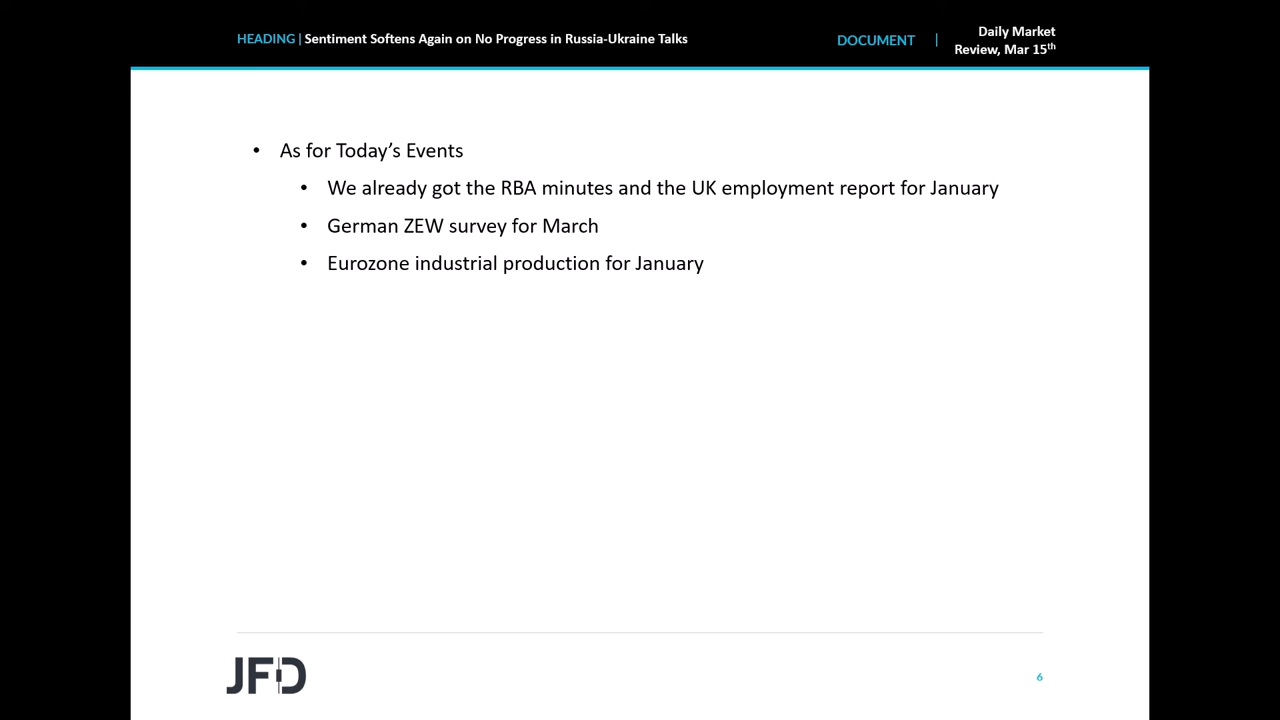 HEADING | Sentiment Softens Again on No Progress in Russia-Ukraine Talks
DOCUMENT |
Daily Market
Review, Mar 15th
• As for Today’s Events
• We already got the RBA minutes and the UK employment report for January
• German ZEW survey for March
• Eurozone industrial production for January
JFD
6